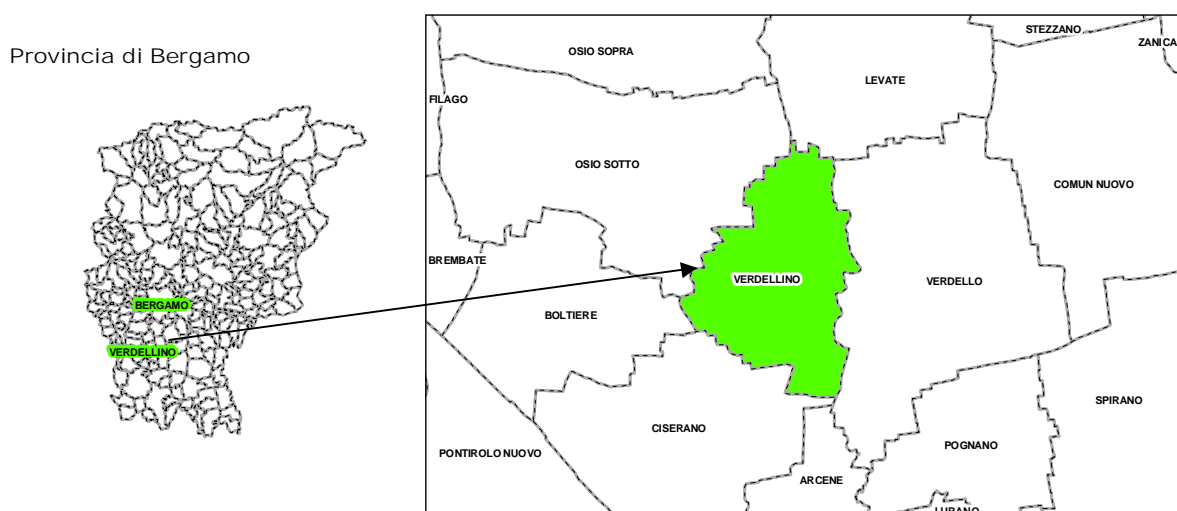 Provincia di Bergamo
BERGAMO
VERDELLINO
STEZZANO
ZANICA
OSIO SOPRA
LEVATE
FILAGO
OSIO SOTTO
COMUN NUOVO
BREMBATE
VERDELLINO
VERDELLO
BOLTIERE
SPIRANO
CISERANO
POGNANO
PONTIROLO NUOVO
ARCENE
LURANO